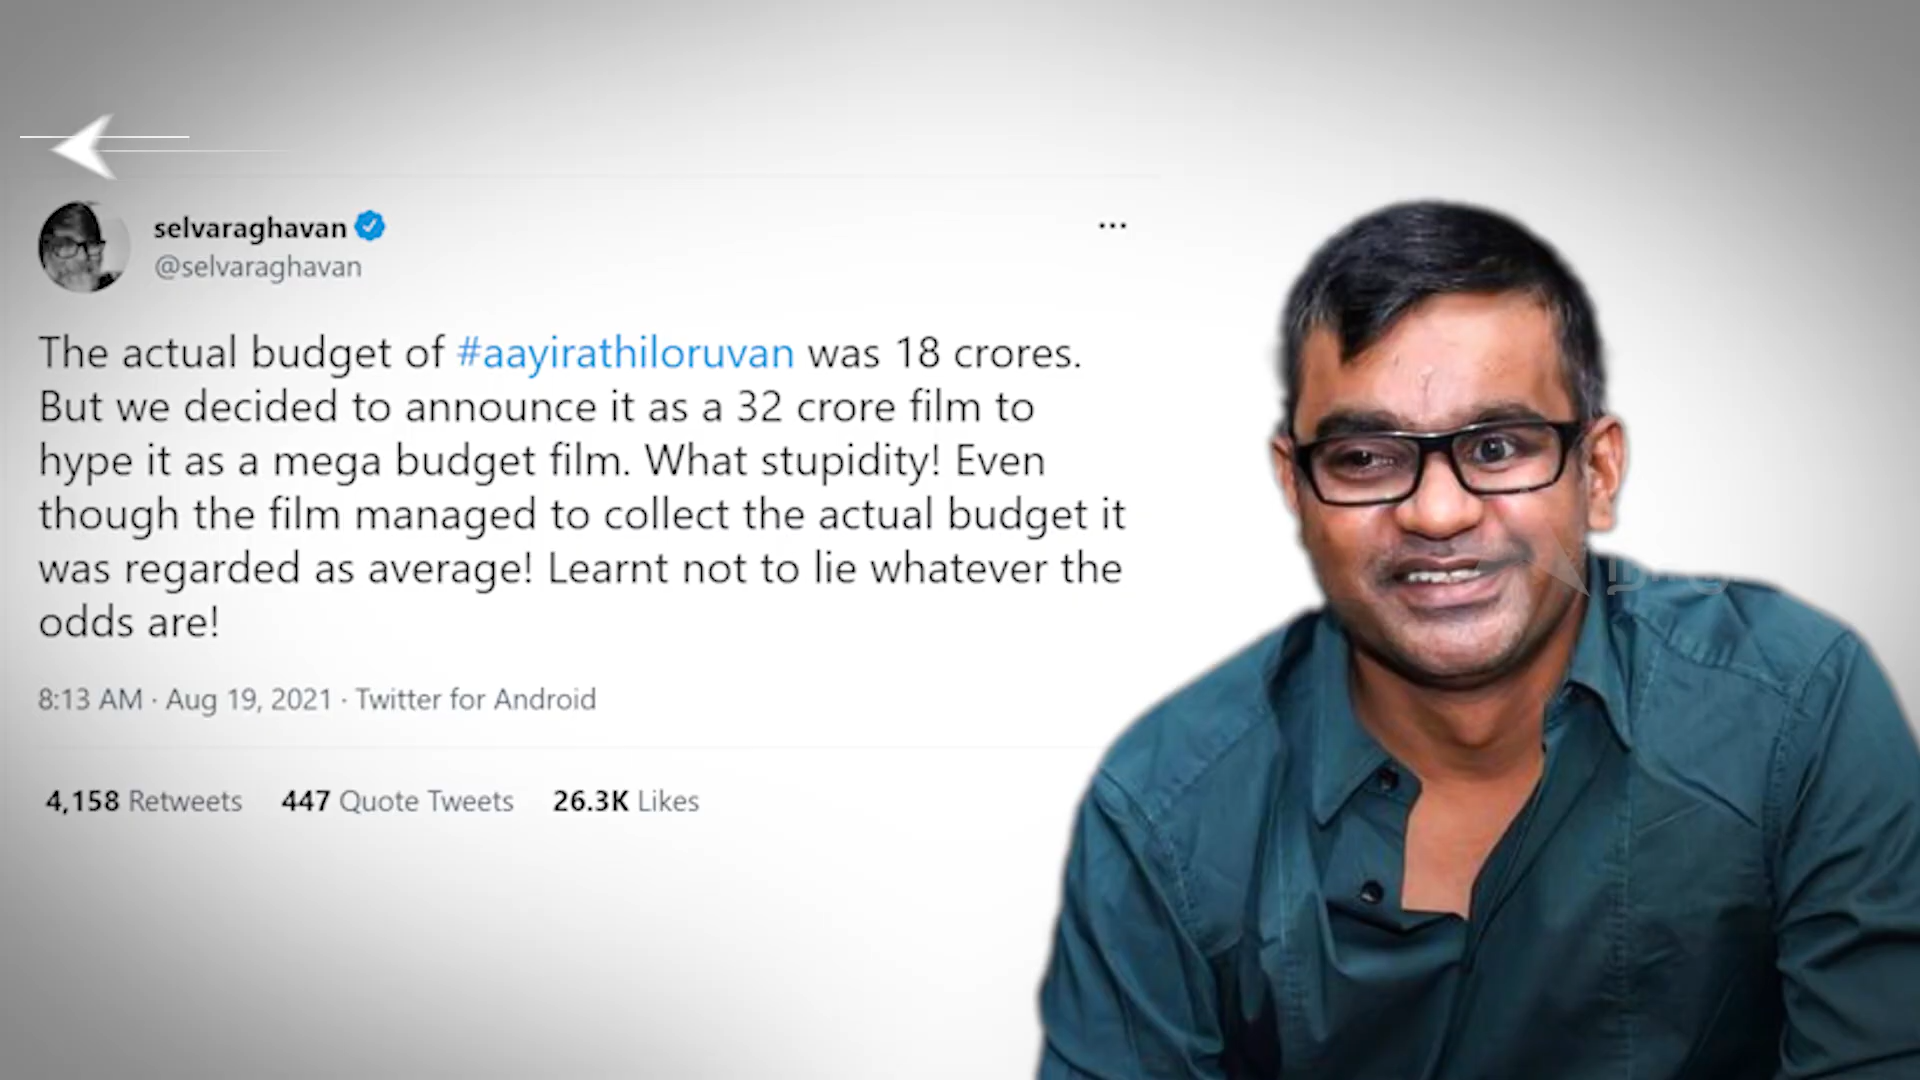 selvaraghavan
@selvaraghavan
The actual budget of #aayirathiloruvan was 18 crores.
But we decided to announce it as a 32 crore film to
hype it as a mega budget film. What stupidity! Even
though the film managed to collect the actual budget it
was regarded as average! Learnt not to lie whatever the
odds are!
8:13 AM · Aug 19, 2021 · Twitter for Android
4,158 Retweets 447 Quote Tweets 26.3K Likes